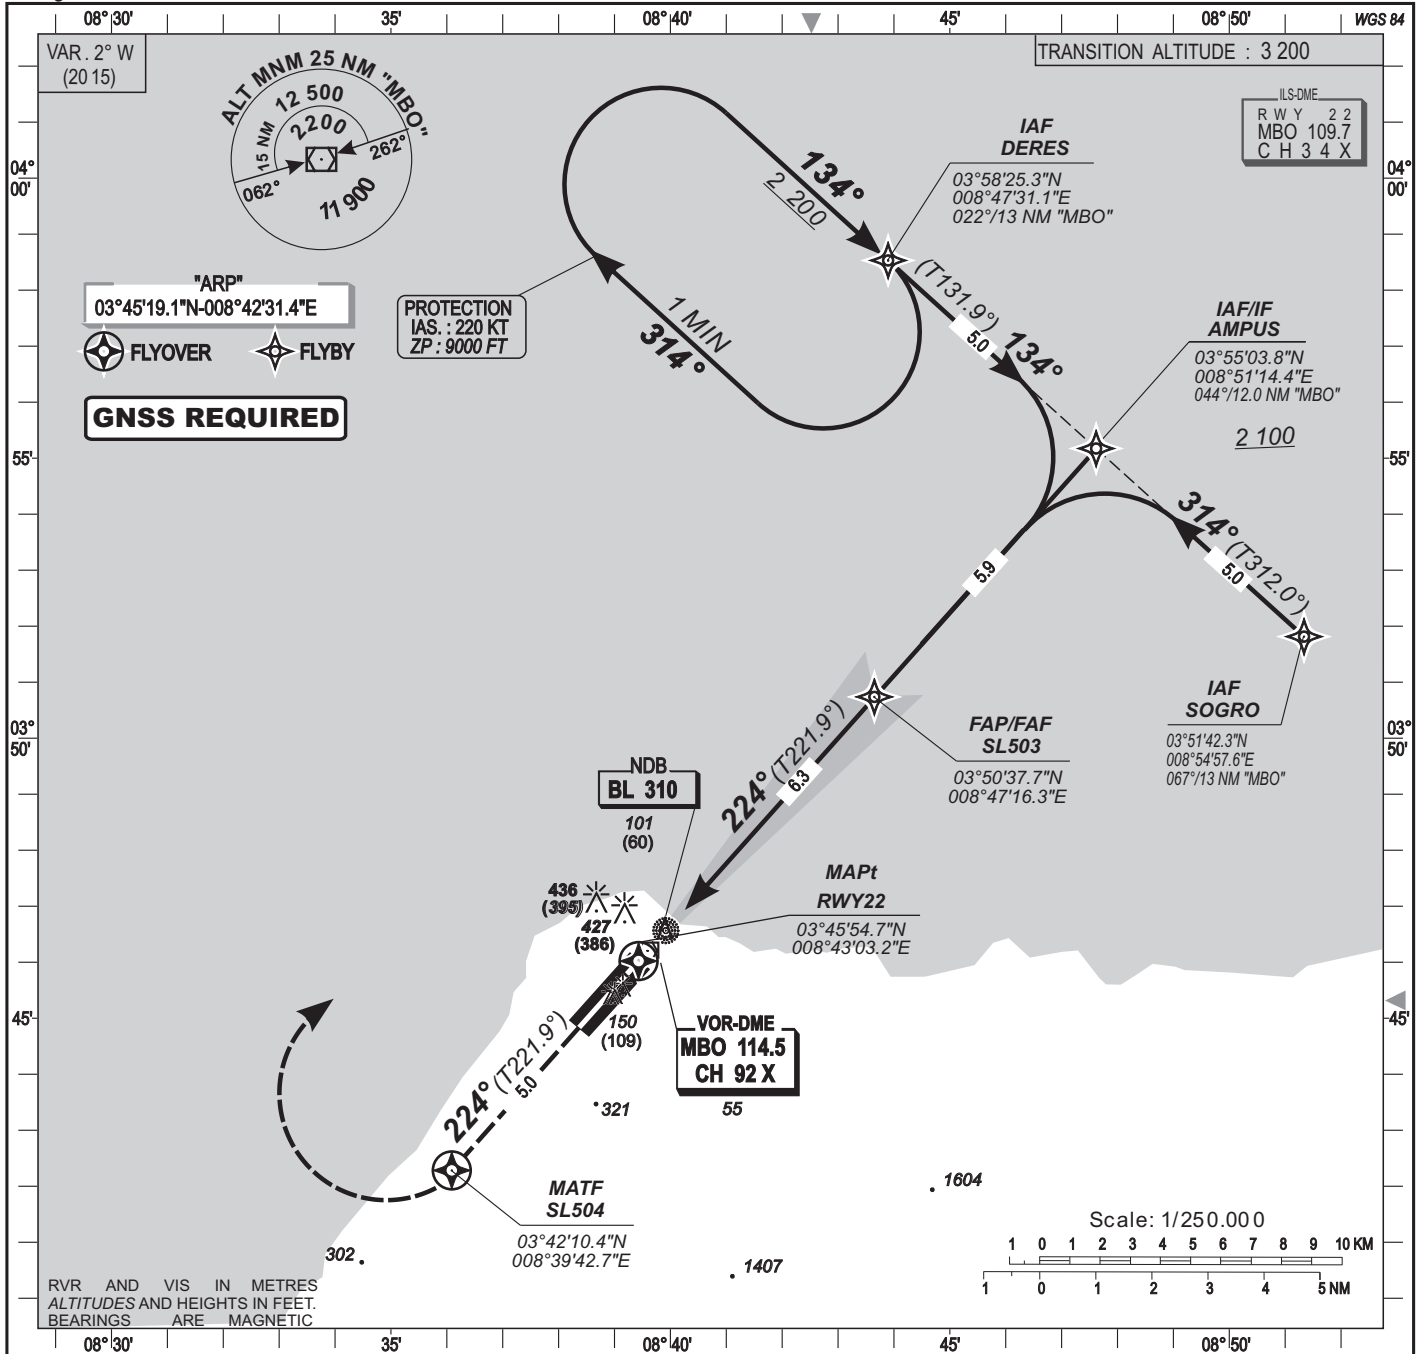 08° 30'
35'
08° 40'
45'
08° 50'
WGS 84
VAR. 2° W
(2015)
ALT MNM 25 NM "MBO"
12 500
15 NM
2200
262°
062°
11 900
TRANSITION ALTITUDE : 3 200
ILS-DME
RWY 22
MBO 109.7
CH 34 X
IAF
DERES
03°58'25.3"N
008°47'31.1"E
022°/13 NM "MBO"
134°
2 200
04°
00'
04°
00'
"ARP"
03°45'19.1"N-008°42'31.4"E
FLYOVER
FLYBY
GNSS REQUIRED
PROTECTION
IAS. : 220 KT
ZP : 9000 FT
1 MIN
314°
(T131.9°)
5.0
134°
IAF/IF
AMPUS
03°55'03.8"N
008°51'14.4"E
044°/12.0 NM "MBO"
2 100
55'
55'
314°
(T312.0°)
5.0
5.9
IAF
SOGRO
03°51'42.3"N
008°54'57.6"E
067°/13 NM "MBO"
03°
50'
03°
50'
FAP/FAF
SL503
03°50'37.7"N
008°47'16.3"E
224° (T221.9°)
6.3
NDB
BL 310
101
(60)
MAPt
RWY22
03°45'54.7"N
008°43'03.2"E
436
(395)
427
(386)
150
(109)
VOR-DME
MBO 114.5
CH 92 X
55
45'
45'
224° (T221.9°)
5.0
321
1604
MATF
SL504
03°42'10.4"N
008°39'42.7"E
302
1407
Scale: 1/250.000
1 0 1 2 3 4 5 6 7 8 9 10 KM
1 0 1 2 3 4 5 NM
RVR AND VIS IN METRES
ALTITUDES AND HEIGHTS IN FEET.
BEARINGS ARE MAGNETIC
08° 30'
35'
08° 40'
45'
08° 50'